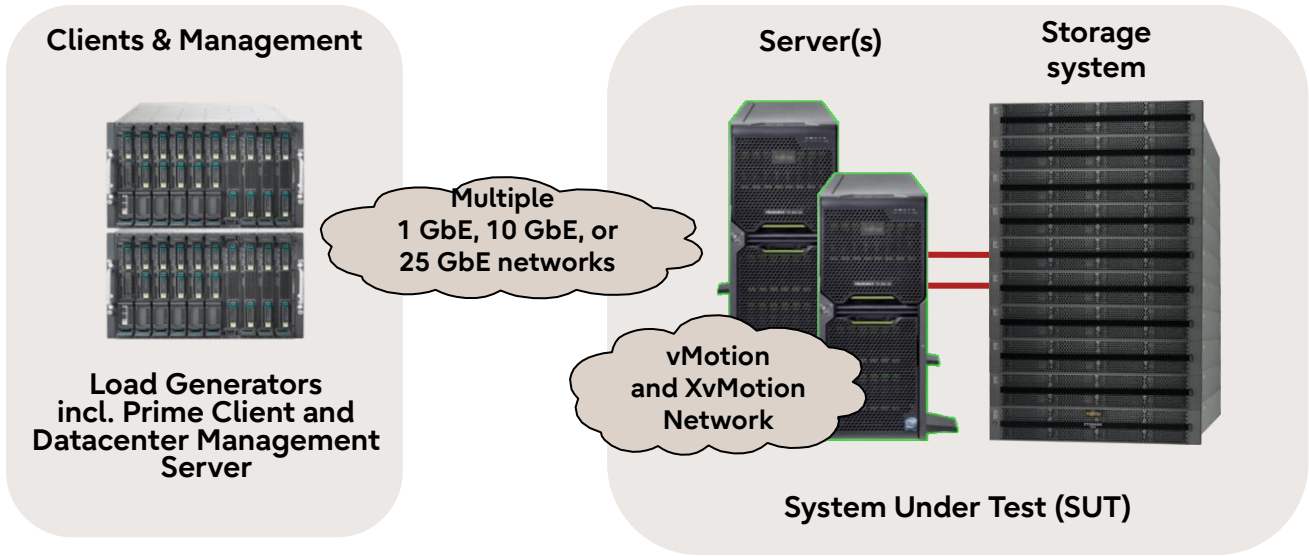 Clients & Management
Load Generators
incl. Prime Client and
Datacenter Management
Server
Multiple
1 GbE, 10 GbE, or
25 GbE networks
Server(s)
Storage
system
vMotion
and XvMotion
Network
System Under Test (SUT)